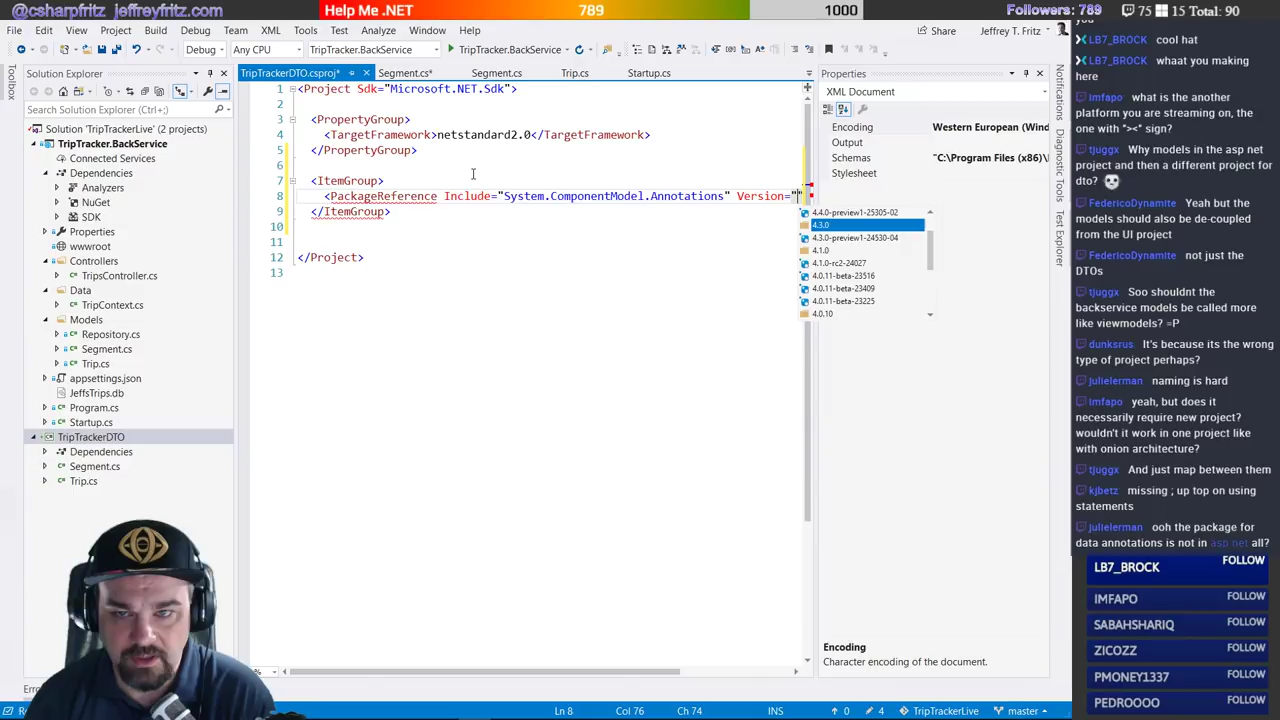 @csharpfritz jeffreyfritz.com
Help Me .NET
789
1000
Followers: 789
75
15
Total: 90
File
Edit
View
Project
Build
Debug
Team
XML
Tools
Test
Analyze
Window
Help
Share
Jeffrey T. Fritz
Debug
Any CPU
TripTracker.BackService
TripTracker.BackService
Toolbox
Solution Explorer
Search Solution Explorer (Ctrl+;)
Solution 'TripTrackerLive' (2 projects)
TripTracker.BackService
Connected Services
Dependencies
Analyzers
NuGet
SDK
Properties
wwwroot
Controllers
TripsController.cs
Data
TripContext.cs
Models
Repository.cs
Segment.cs
Trip.cs
appsettings.json
JeffsTrips.db
Program.cs
Startup.cs
TripTrackerDTO
Dependencies
Segment.cs
Trip.cs
TripTrackerDTO.csproj*
Segment.cs*
Segment.cs
Trip.cs
Startup.cs
1 <Project Sdk="Microsoft.NET.Sdk">
2
3 <PropertyGroup>
4 <TargetFramework>netstandard2.0</TargetFramework>
5 </PropertyGroup>
6
7 <ItemGroup>
8 <PackageReference Include="System.ComponentModel.Annotations" Version=""
9 </ItemGroup>
10
11
12 </Project>
13
4.4.0-preview1-25305-02
4.3.0
4.3.0-preview1-24530-04
4.1.0
4.1.0-rc2-24027
4.0.11-beta-23516
4.0.11-beta-23409
4.0.11-beta-23225
4.0.10
Properties
XML Document
Encoding
Western European (Wind
Output
Schemas
"C:\Program Files (x86)\
Stylesheet
Encoding
Character encoding of the document.
Notifications
Diagnostic Tools
Test Explorer
you
LB7_BROCK cool hat
LB7_BROCK whaat you making
here
lmfapo: what is the another
platform you are streaming on,
the one with "><" sign?
tjuggx: Why models in the asp net
project and then a different project for
dto?
FedericoDynamite: Yeah but the
models should also be de-coupled
from the UI project
FedericoDynamite: not just the
DTOs
tjuggx: Soo shouldnt the
backservice models be called more
like viewmodels? =P
dunksrus: It's because its the wrong
type of project perhaps?
julielerman: naming is hard
lmfapo: yeah, but does it
necessarily require new project?
wouldn't it work in one project like
with onion architecture?
tjuggx: And just map between them
kjbetz: missing ; up top on using
statements
julielerman: ooh the package for
data annotations is not in asp net all?
LB7_BROCK FOLLOW
IMFAPO FOLLOW
SABAHSHARIQ FOLLOW
ZICOZZ FOLLOW
PMONEY1337 FOLLOW
PEDROOOO FOLLOW
Ln 8
Col 76
Ch 74
INS
0
4
TripTrackerLive
master